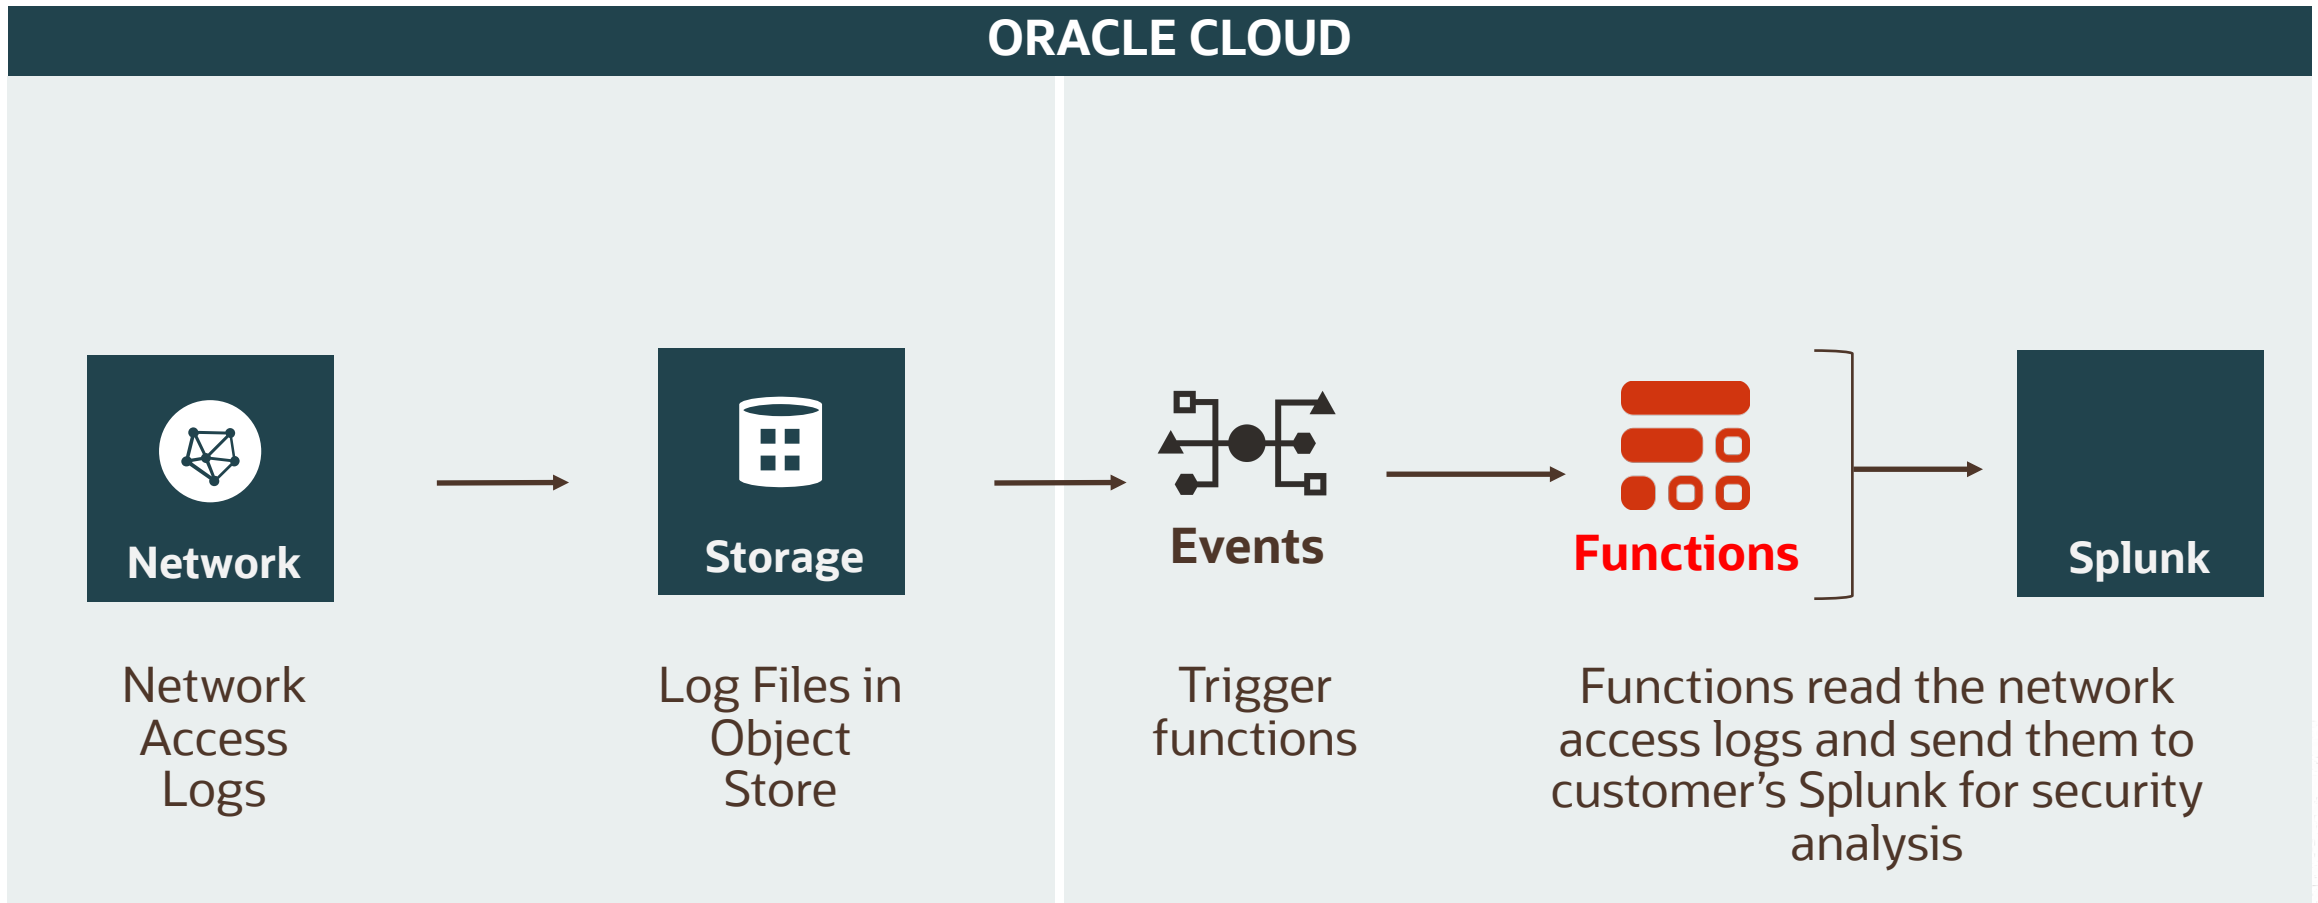 ORACLE CLOUD
Network
Storage
Events
Functions
Splunk
Network
Access
Logs
Log Files in
Object
Store
Trigger
functions
Functions read the network
access logs and send them to
customer’s Splunk for security
analysis